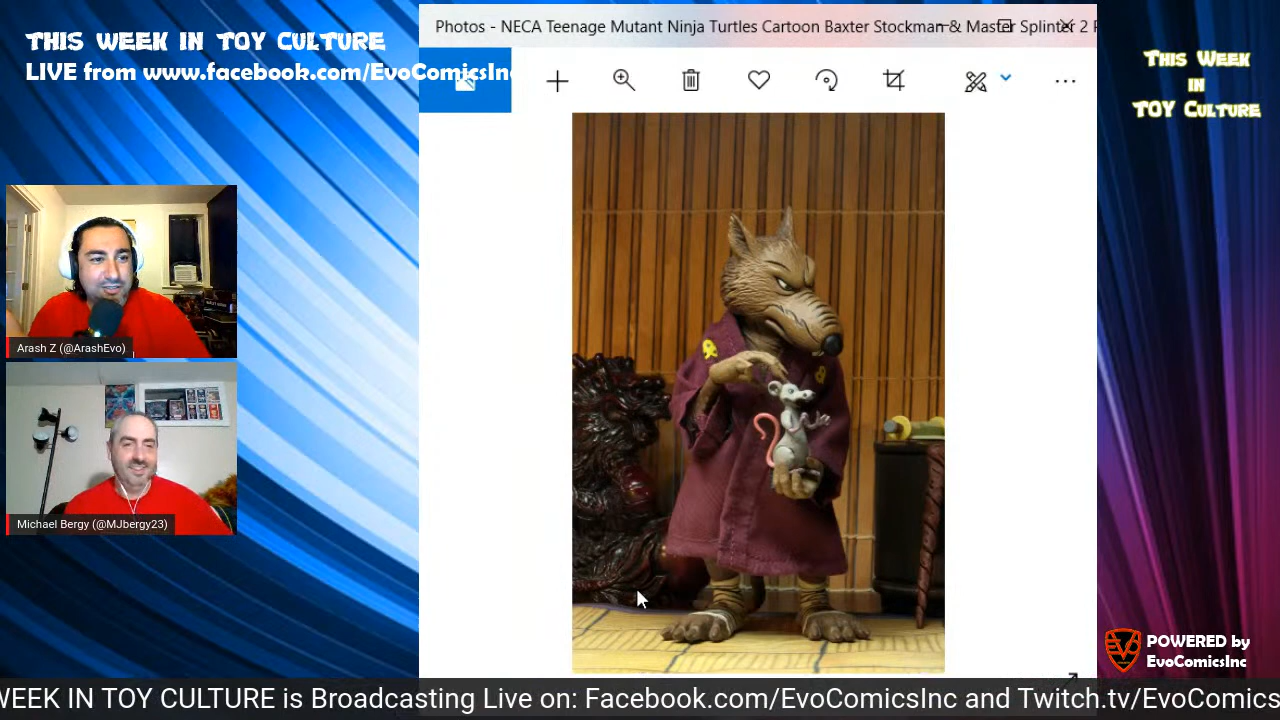 THIS WEEK IN TOY CULTURE
LIVE from www.facebook.com/EvoComicsInc
Photos - NECA Teenage Mutant Ninja Turtles Cartoon Baxter Stockman & Master Splinter 2 P
This Week
in
TOY Culture
Arash Z (@ArashEvo)
Michael Bergy (@MJbergy23)
EVO
POWERED by
EvoComicsInc
WEEK IN TOY CULTURE is Broadcasting Live on: Facebook.com/EvoComicsInc and Twitch.tv/EvoComics